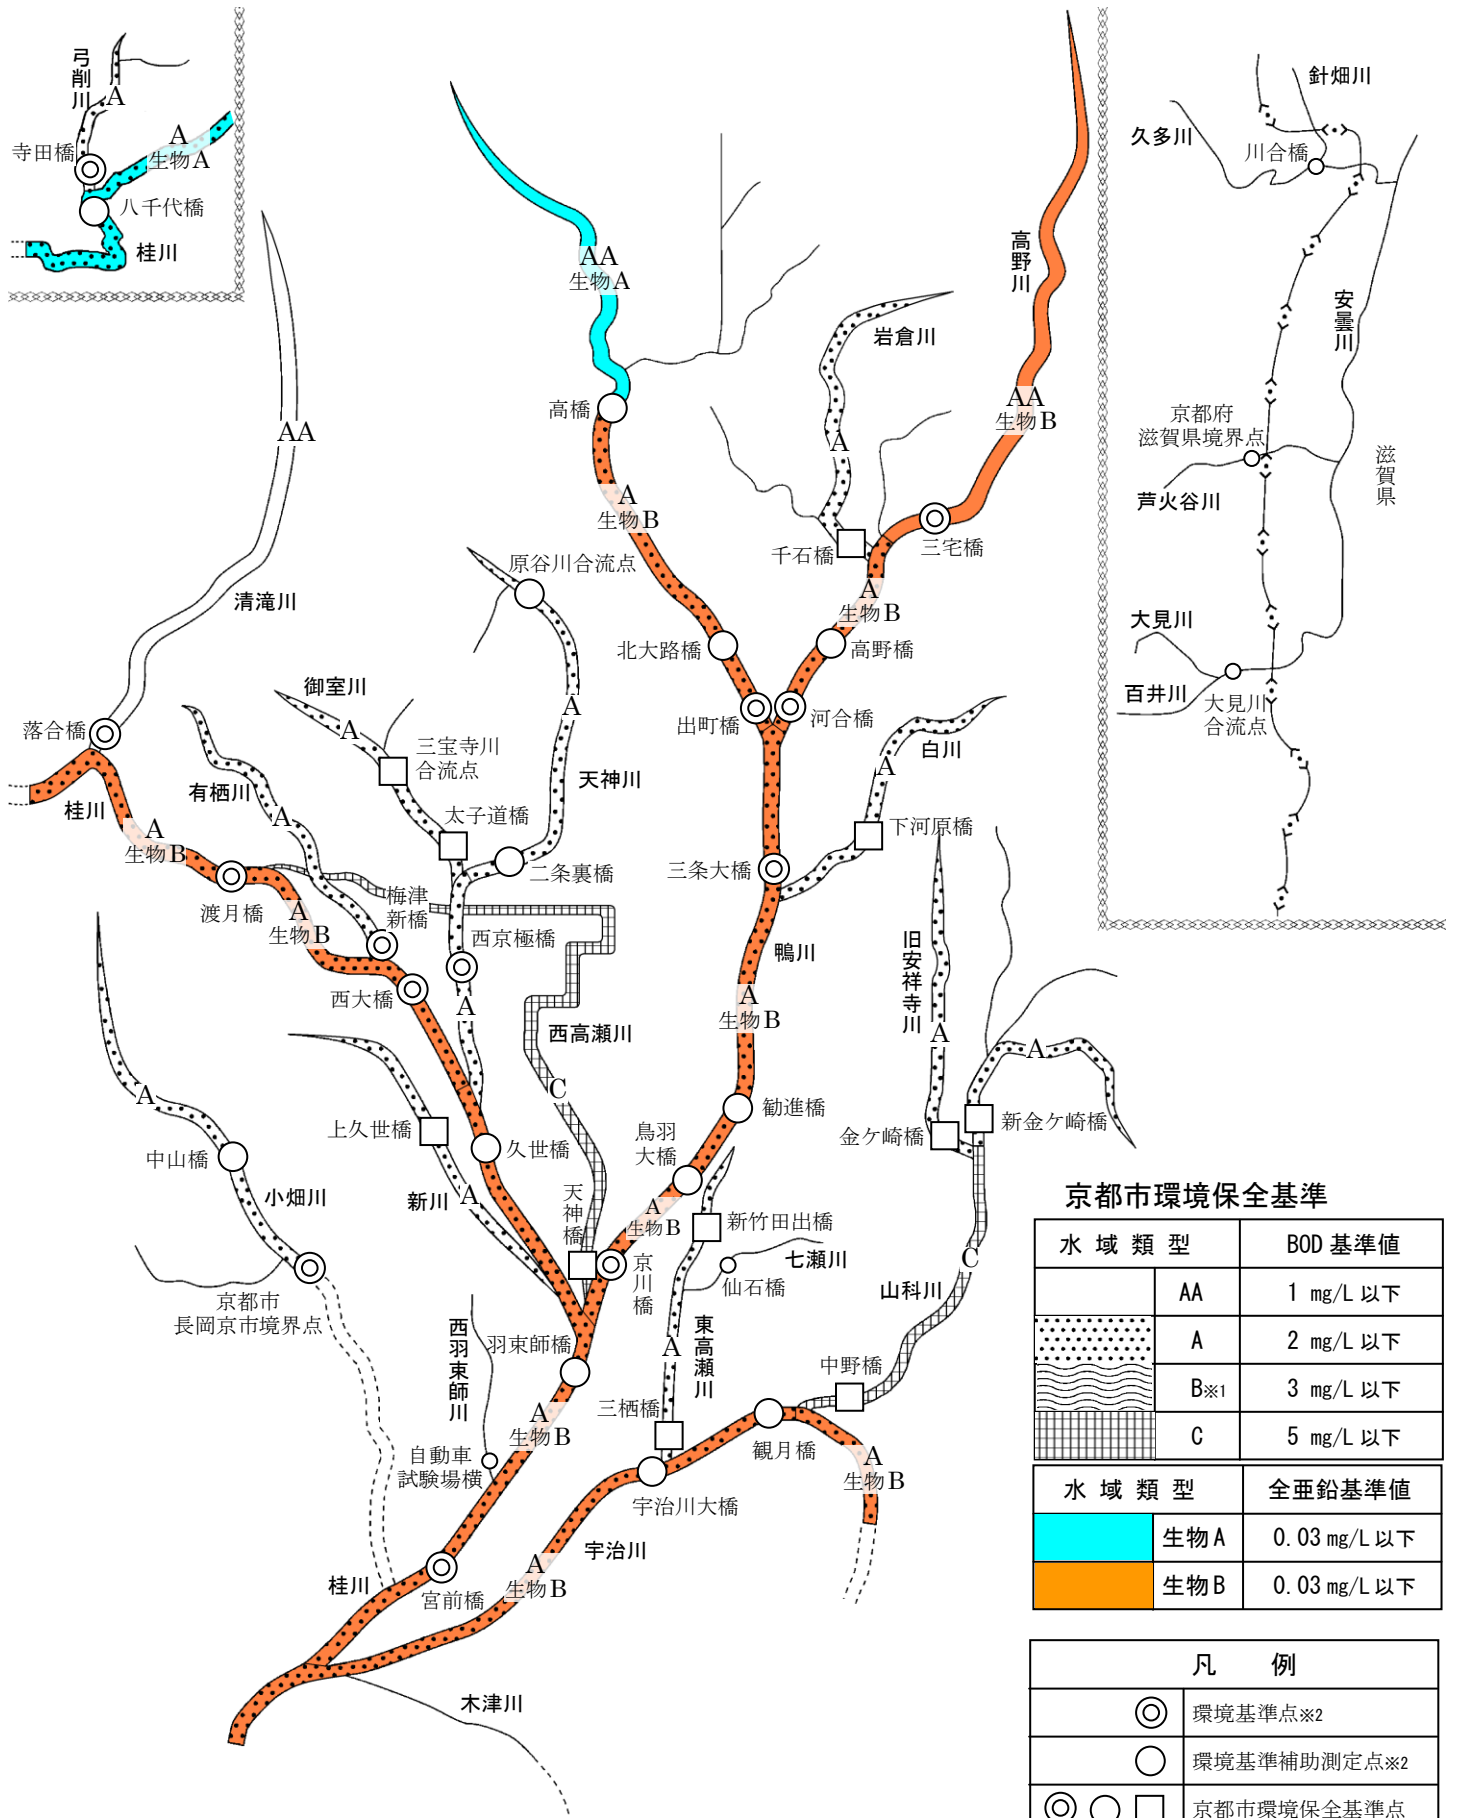 弓削川
A
寺田橋
A
生物A
八千代橋
桂川
針畑川
久多川
川合橋
安曇川
京都府
滋賀県境界点
滋賀県
芦火谷川
大見川
百井川
大見川
合流点
高野川
AA
生物A
岩倉川
高橋
A
AA
生物B
AA
A
生物B
千石橋
三宅橋
原谷川合流点
A
生物B
清滝川
北大路橋
高野橋
御室川
A
A
出町橋
河合橋
落合橋
三宝寺川
合流点
白川
有栖川
天神川
A
桂川
A
太子道橋
下河原橋
A
生物B
三条大橋
二条裏橋
渡月橋
梅津
新橋
A
生物B
西京極橋
鴨川
旧安祥寺川
西大橋
A
A
生物B
西高瀬川
A
A
C
A
上久世橋
久世橋
勧進橋
金ケ崎橋
新金ケ崎橋
中山橋
鳥羽
大橋
小畑川
新川
A
天神橋
A
生物B
新竹田出橋
京川橋
七瀬川
仙石橋
C
山科川
京都市
長岡京市境界点
西羽束師川
羽束師橋
東高瀬川
A
中野橋
三栖橋
A
生物B
観月橋
A
生物B
自動車
試験場横
宇治川大橋
宇治川
A
生物B
桂川
宮前橋
木津川
京都市環境保全基準
水域類型 BOD基準値
AA 1 mg/L以下
A 2 mg/L以下
B※1 3 mg/L以下
C 5 mg/L以下
水域類型 全亜鉛基準値
生物A 0.03 mg/L以下
生物B 0.03 mg/L以下
凡例
環境基準点※2
環境基準補助測定点※2
京都市環境保全基準点